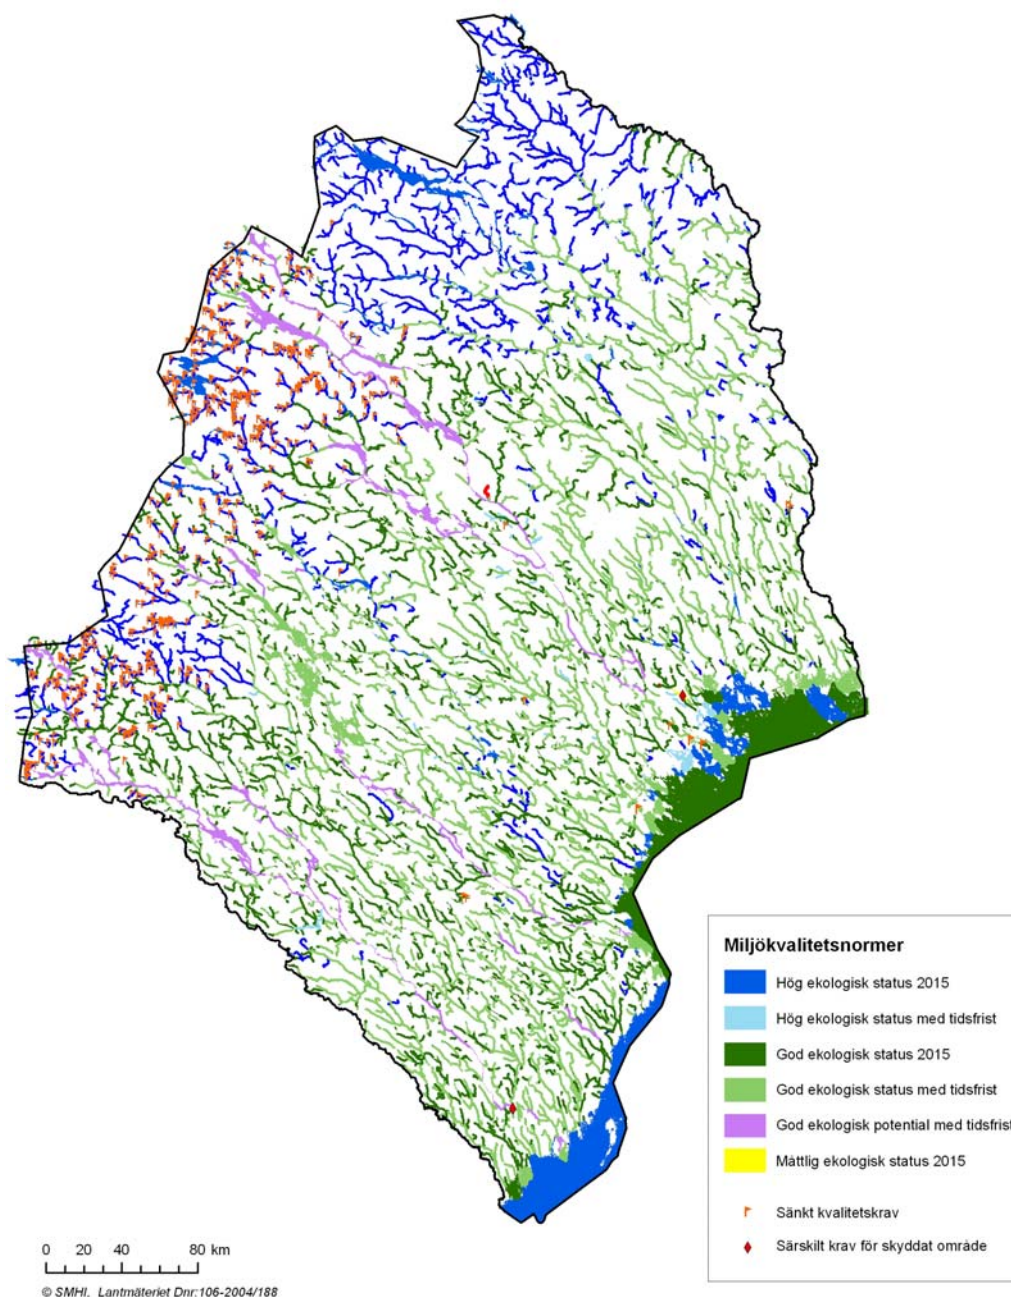 Miljökvalitetsnormer
Hög ekologisk status 2015
Hög ekologisk status med tidsfrist
God ekologisk status 2015
God ekologisk status med tidsfrist
God ekologisk potential med tidsfrist
Måttlig ekologisk status 2015
Sänkt kvalitetskrav
Särskilt krav för skyddat område
0 20 40 80 km
© SMHI, Lantmäteriet Dnr:106-2004/188